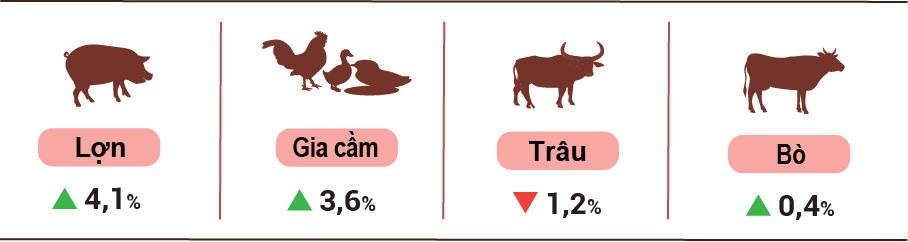 Lợn
Gia cầm
Trâu
Bò
▲ 4,1%
▲ 3,6%
▼ 1,2%
▲ 0,4%